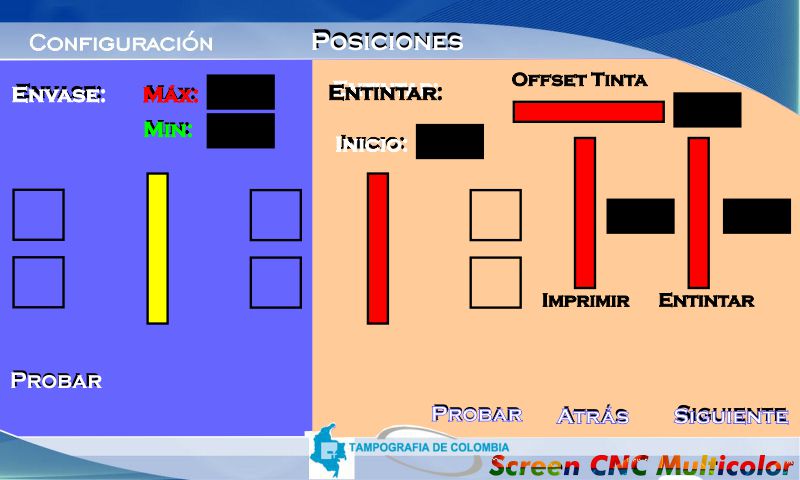 Configuración
Posiciones
Envase:
Máx:
Min:
Entintar:
Offset Tinta
Inicio:
Imprimir
Entintar
Probar
Probar
Atrás
Siguiente
TAMPOGRAFIA DE COLOMBIA
Screen CNC Multicolor